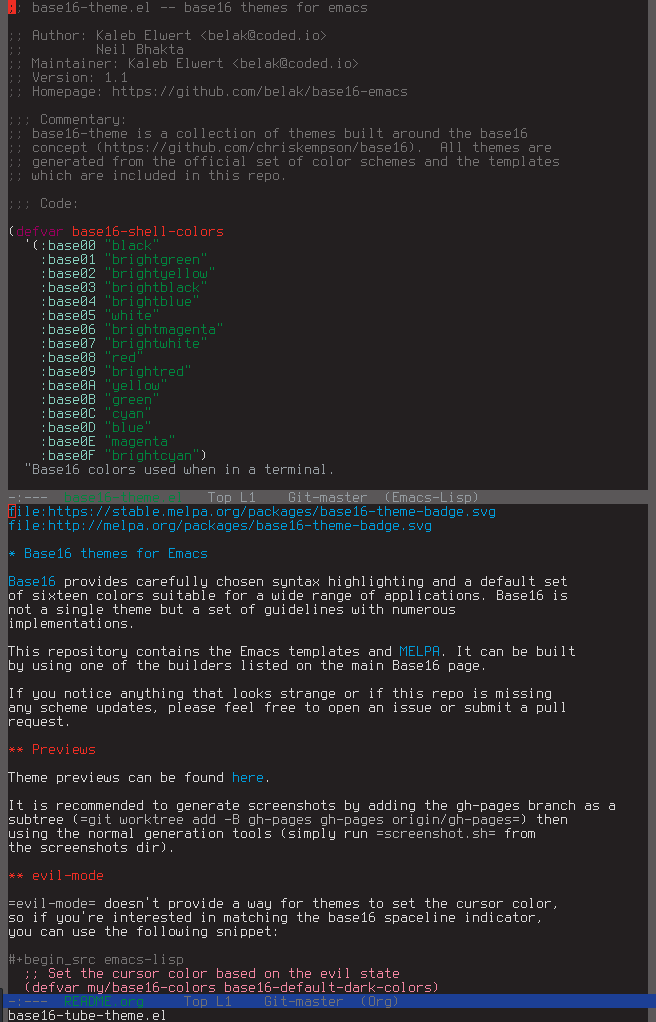 ;; base16-theme.el -- base16 themes for emacs
;; Author: Kaleb Elwert <belak@coded.io>
;;         Neil Bhakta
;; Maintainer: Kaleb Elwert <belak@coded.io>
;; Version: 1.1
;; Homepage: https://github.com/belak/base16-emacs
;;; Commentary:
;; base16-theme is a collection of themes built around the base16
;; concept (https://github.com/chriskempson/base16).  All themes are
;; generated from the official set of color schemes and the templates
;; which are included in this repo.
;;; Code:
(defvar base16-shell-colors
  '(:base00 "black"
    :base01 "brightgreen"
    :base02 "brightyellow"
    :base03 "brightblack"
    :base04 "brightblue"
    :base05 "white"
    :base06 "brightmagenta"
    :base07 "brightwhite"
    :base08 "red"
    :base09 "brightred"
    :base0A "yellow"
    :base0B "green"
    :base0C "cyan"
    :base0D "blue"
    :base0E "magenta"
    :base0F "brightcyan")
  "Base16 colors used when in a terminal.
-:---  Top L1    Git-master  (Emacs-Lisp)
file:https://stable.melpa.org/packages/base16-theme-badge.svg
file:http://melpa.org/packages/base16-theme-badge.svg
* Base16 themes for Emacs
Base16 provides carefully chosen syntax highlighting and a default set
of sixteen colors suitable for a wide range of applications. Base16 is
not a single theme but a set of guidelines with numerous
implementations.
This repository contains the Emacs templates and MELPA. It can be built
by using one of the builders listed on the main Base16 page.
If you notice anything that looks strange or if this repo is missing
any scheme updates, please feel free to open an issue or submit a pull
request.
** Previews
Theme previews can be found here.
It is recommended to generate screenshots by adding the gh-pages branch as a
subtree (=git worktree add -B gh-pages gh-pages origin/gh-pages=) then
using the normal generation tools (simply run =screenshot.sh= from
the screenshots dir).
** evil-mode
=evil-mode= doesn't provide a way for themes to set the cursor color,
so if you're interested in matching the base16 spaceline indicator,
you can use the following snippet:
#+begin_src emacs-lisp
  ;; Set the cursor color based on the evil state
  (defvar my/base16-colors base16-default-dark-colors)
-:---  README.org     Top L1    Git-master  (Org)
base16-tube-theme.el